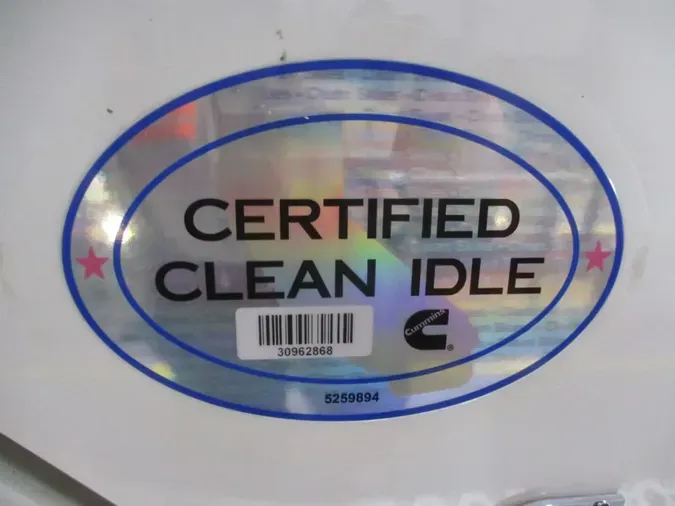 CERTIFIED
CLEAN IDLE
30962868
Cummins
5259894